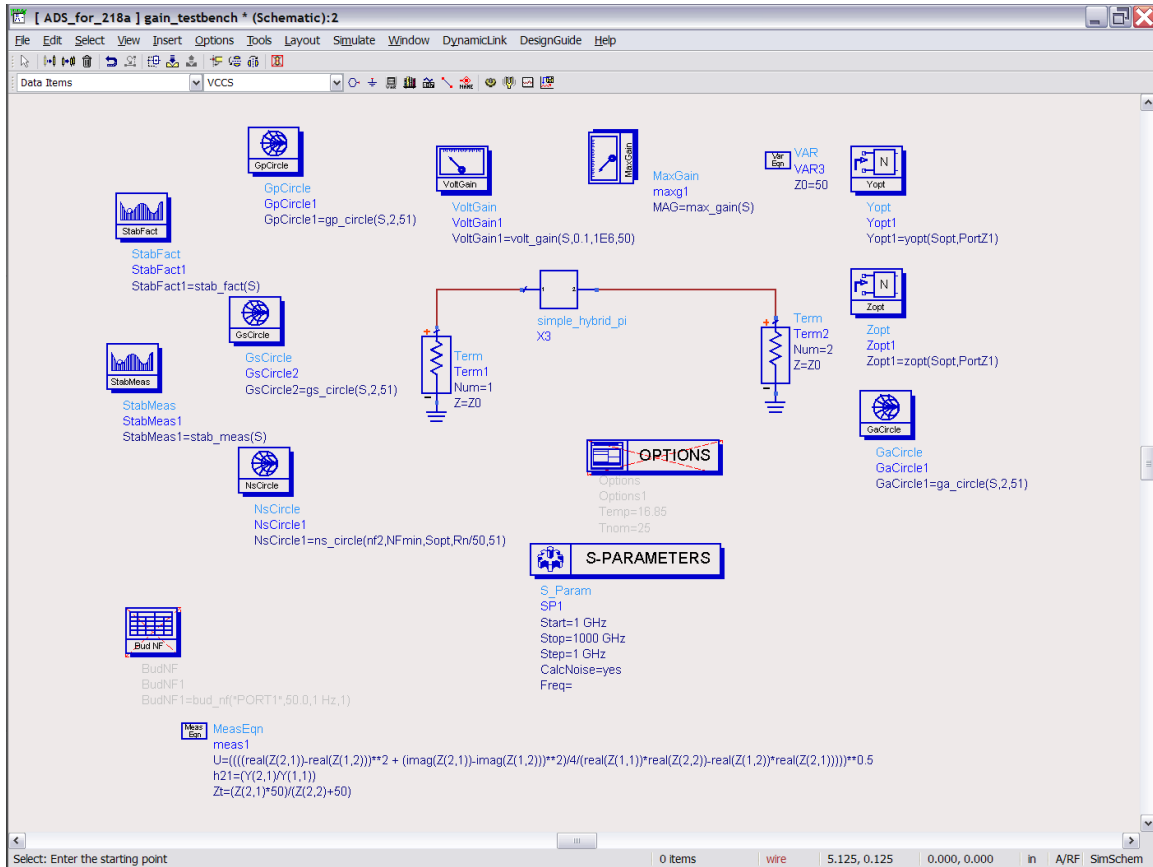 [ ADS_for_218a ] gain_testbench * (Schematic):2
File Edit Select View Insert Options Tools Layout Simulate Window DynamicLink DesignGuide Help
Data Items VCCS
NAME
GpCircle
GpCircle
GpCircle1
GpCircle1=gp_circle(S,2,51)
VoltGain
VoltGain
VoltGain1
VoltGain1=volt_gain(S,0.1,1E6,50)
MaxGain
MaxGain
maxg1
MAG=max_gain(S)
Var
Eqn
VAR
VAR3
Z0=50
N
Yopt
Yopt
Yopt1
Yopt1=yopt(Sopt,PortZ1)
StabFact
StabFact
StabFact1
StabFact1=stab_fact(S)
GsCircle
GsCircle
GsCircle2
GsCircle2=gs_circle(S,2,51)
1 2
simple_hybrid_pi
X3
+
-
Term
Term1
Num=1
Z=Z0
+
-
Term
Term2
Num=2
Z=Z0
N
Zopt
Zopt
Zopt1
Zopt1=zopt(Sopt,PortZ1)
StabMeas
StabMeas
StabMeas1
StabMeas1=stab_meas(S)
GaCircle
GaCircle
GaCircle1
GaCircle1=ga_circle(S,2,51)
NsCircle
NsCircle
NsCircle1
NsCircle1=ns_circle(nf2,NFmin,Sopt,Rn/50,51)
OPTIONS
Options
Options1
Temp=16.85
Tnom=25
S-PARAMETERS
S_Param
SP1
Start=1 GHz
Stop=1000 GHz
Step=1 GHz
CalcNoise=yes
Freq=
Bud NF
BudNF
BudNF1
BudNF1=bud_nf("PORT1",50.0,1 Hz,1)
Meas
Eqn
MeasEqn
meas1
U=((((real(Z(2,1))-real(Z(1,2)))**2 + (imag(Z(2,1))-imag(Z(1,2)))**2)/4/(real(Z(1,1))*real(Z(2,2))-real(Z(1,2))*real(Z(2,1)))))**0.5
h21=(Y(2,1)/Y(1,1))
Zt=(Z(2,1)*50)/(Z(2,2)+50)
Select: Enter the starting point 0 items wire 5.125, 0.125 0.000, 0.000 in A/RF SimSchem